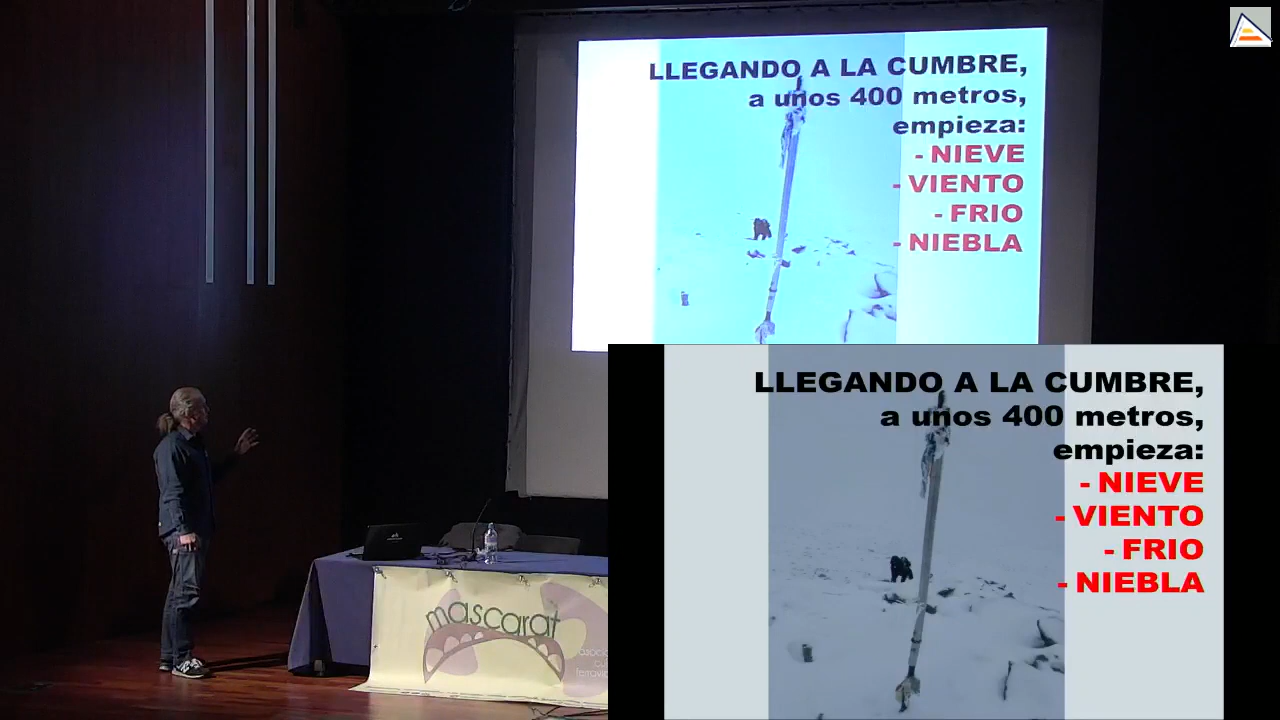 LLEGANDO A LA CUMBRE,
a unos 400 metros,
empieza:
- NIEVE
- VIENTO
- FRIO
- NIEBLA
LLEGANDO A LA CUMBRE,
a unos 400 metros,
empieza:
- NIEVE
- VIENTO
- FRIO
- NIEBLA
mascarat